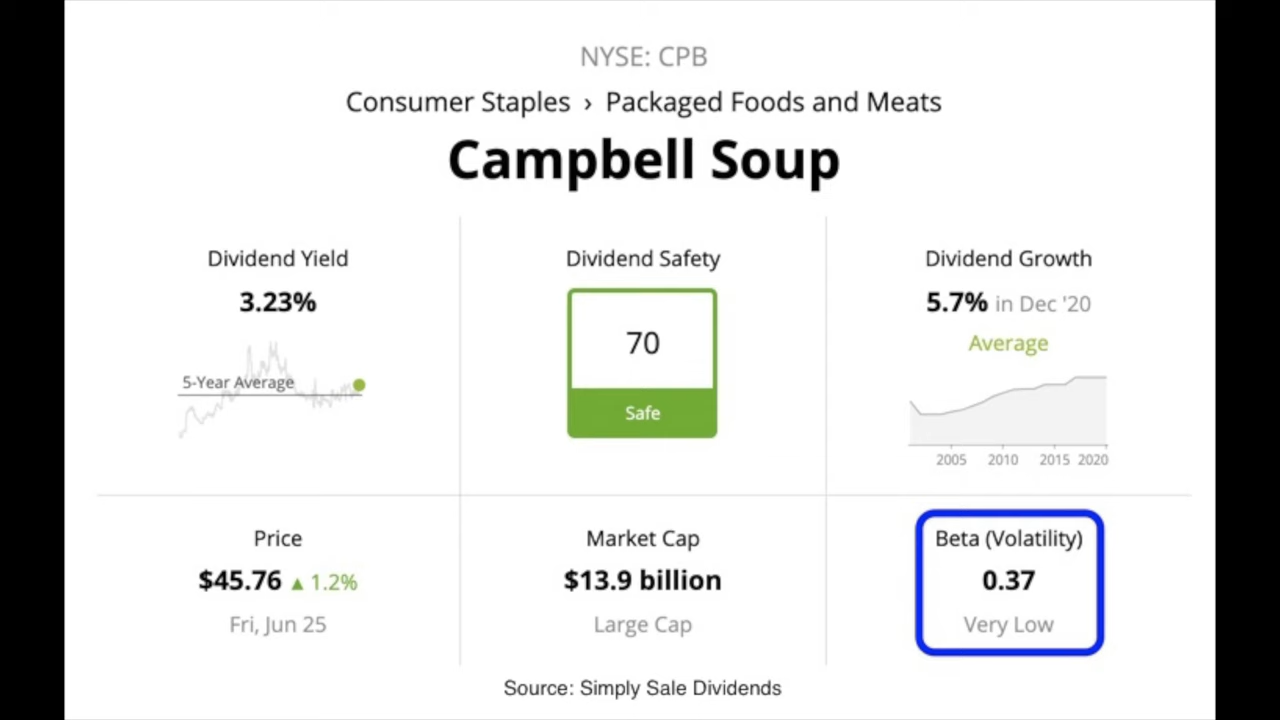 NYSE: CPB
Consumer Staples › Packaged Foods and Meats
Campbell Soup
Dividend Yield
3.23%
5-Year Average
Dividend Safety
70
Safe
Dividend Growth
5.7% in Dec '20
Average
2005 2010 2015 2020
Price
$45.76 ▲ 1.2%
Fri, Jun 25
Market Cap
$13.9 billion
Large Cap
Beta (Volatility)
0.37
Very Low
Source: Simply Sale Dividends